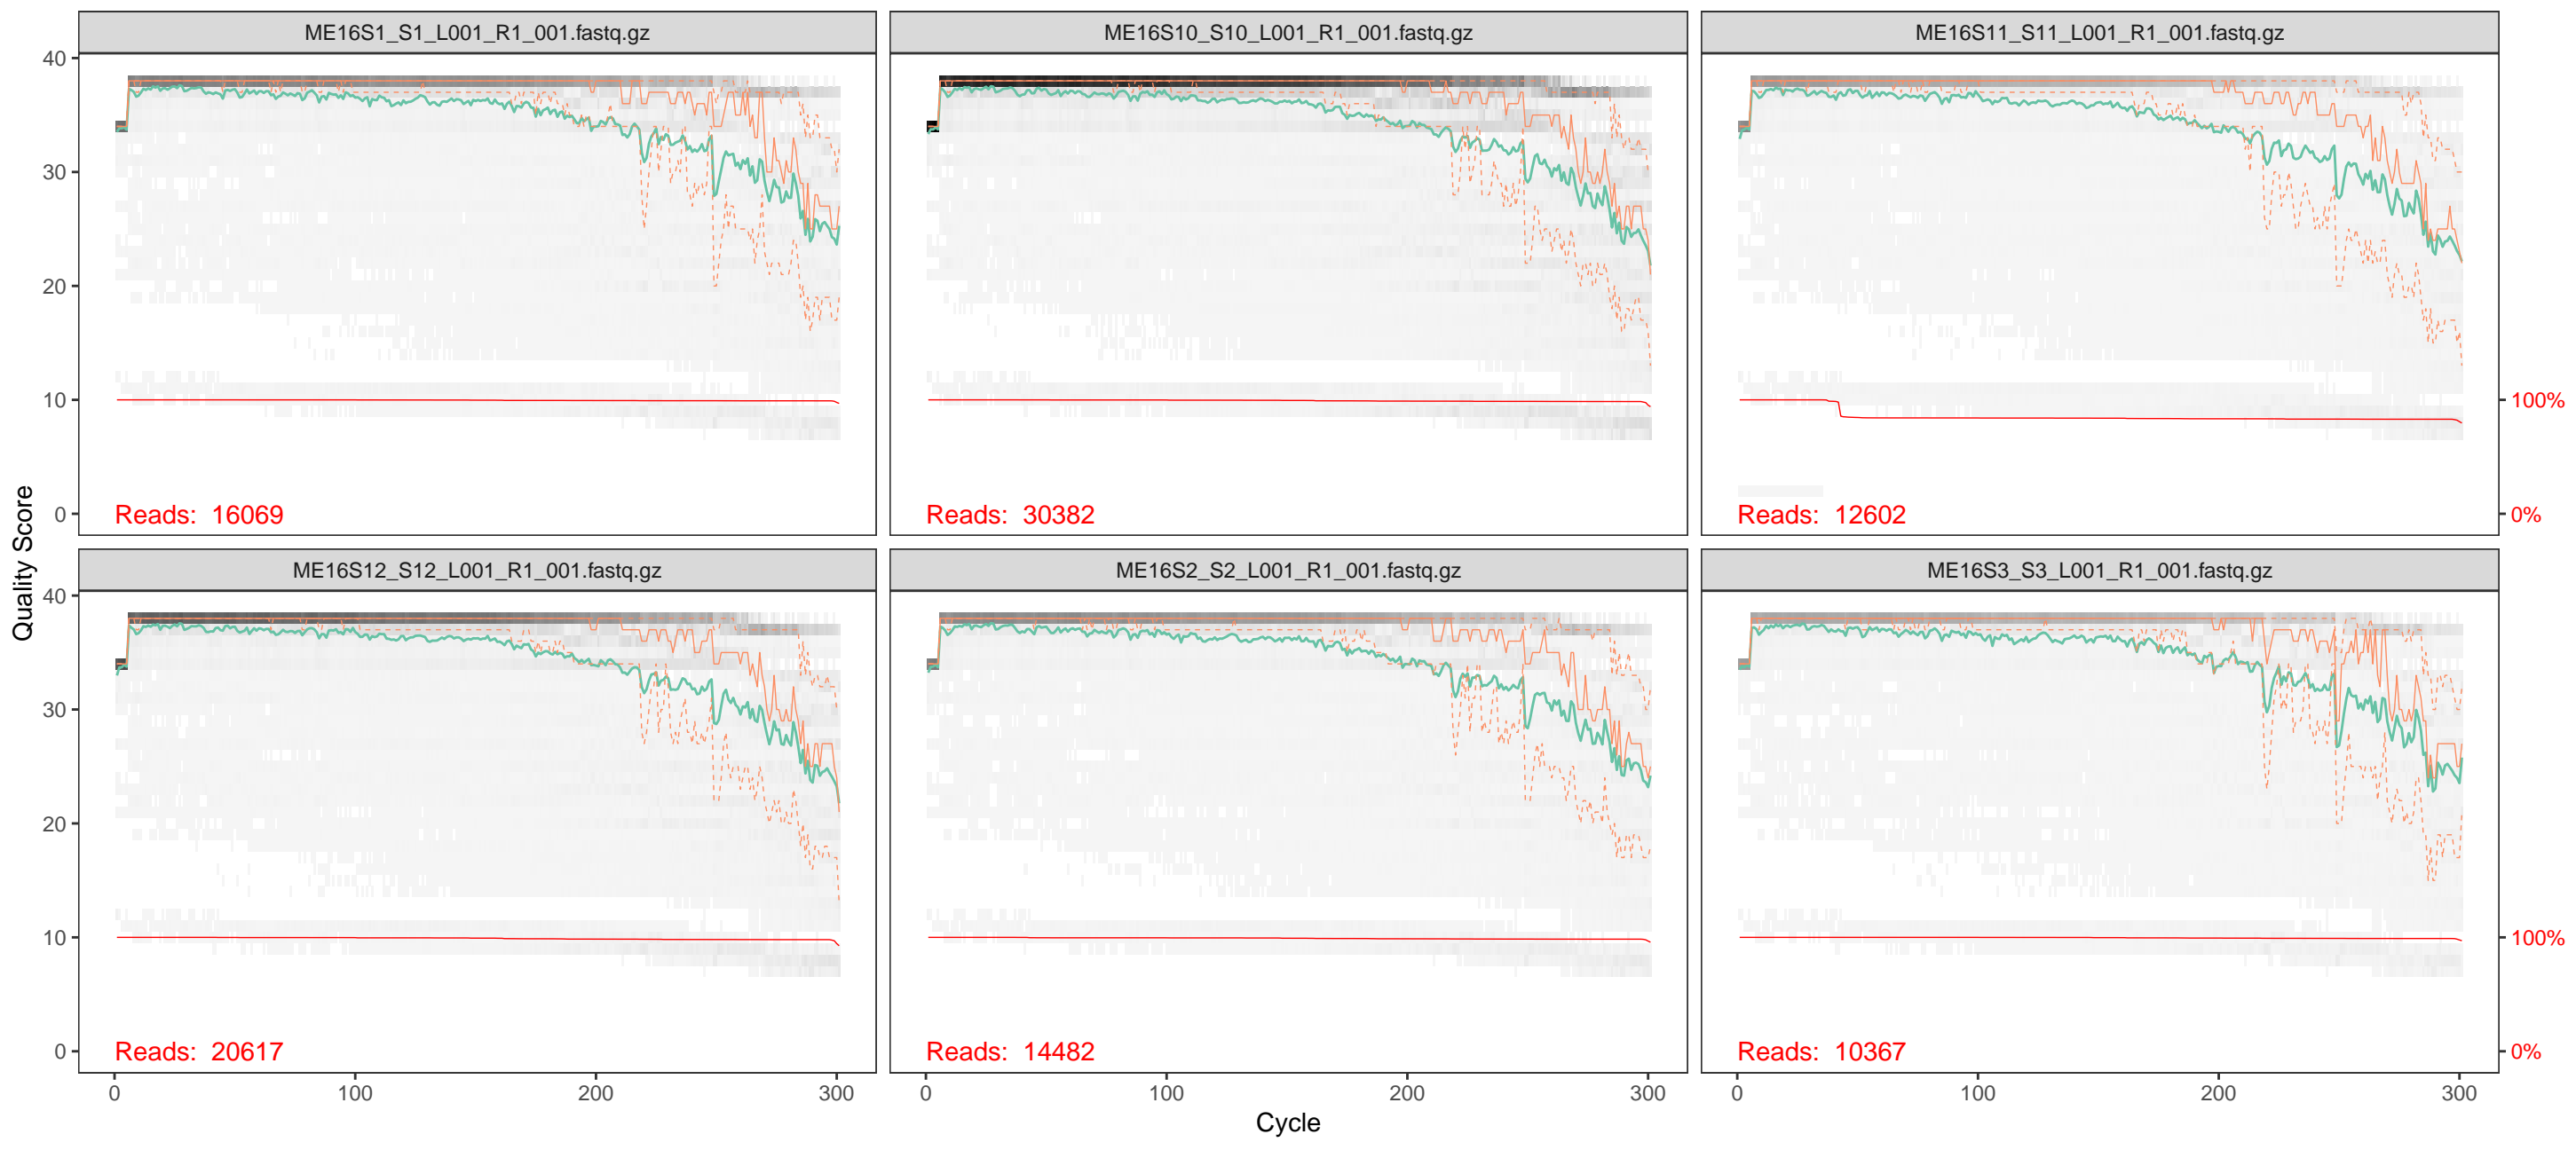 ME16S1_S1_L001_R1_001.fastq.gz
ME16S10_S10_L001_R1_001.fastq.gz
ME16S11_S11_L001_R1_001.fastq.gz
40
30
20
10
0
100%
0%
Reads: 16069
Reads: 30382
Reads: 12602
Quality Score
ME16S12_S12_L001_R1_001.fastq.gz
ME16S2_S2_L001_R1_001.fastq.gz
ME16S3_S3_L001_R1_001.fastq.gz
40
30
20
10
0
100%
0%
Reads: 20617
Reads: 14482
Reads: 10367
0 100 200 300
0 100 200 300
0 100 200 300
Cycle